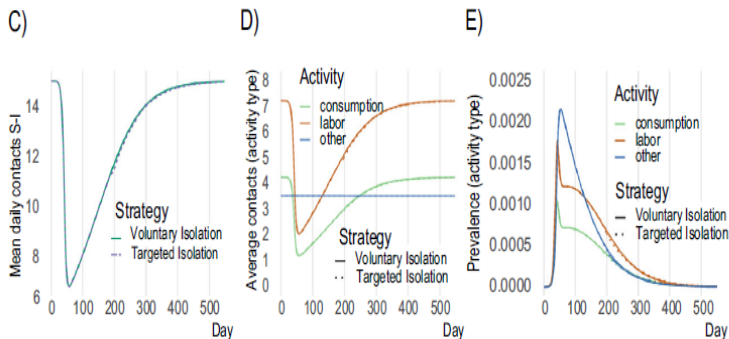 C)
Mean daily contacts S-I
14
12
10
8
6
0 100 200 300 400 500
Day
Strategy
Voluntary Isolation
Targeted Isolation
D)
Average contacts (activity type)
8
7
6
5
4
3
2
1
0
0 100 200 300 400 500
Day
Activity
consumption
labor
other
Strategy
Voluntary Isolation
Targeted Isolation
E)
Prevalence (activity type)
0.0025
0.0020
0.0015
0.0010
0.0005
0.0000
0 100 200 300 400 500
Day
Activity
consumption
labor
other
Strategy
Voluntary Isolation
Targeted Isolation